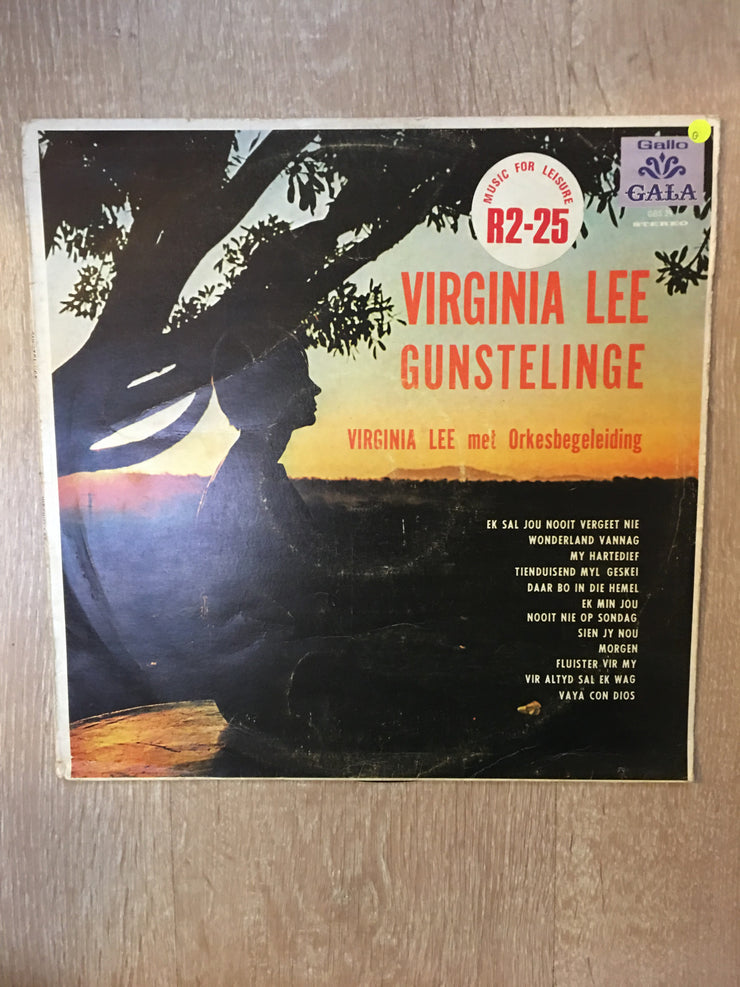 G
Gallo
GALA
STEREO
MUSIC FOR LEISURE
R2-25
VIRGINIA LEE
GUNSTELINGE
VIRGINIA LEE met Orkesbegeleiding
EK SAL JOU NOOIT VERGEET NIE
WONDERLAND VANNAG
MY HARTEDIEF
TIENDUISEND MYL GESKEI
DAAR BO IN DIE HEMEL
EK MIN JOU
NOOIT NIE OP SONDAG
SIEN JY NOU
MORGEN
FLUISTER VIR MY
VIR ALTYD SAL EK WAG
VAYA CON DIOS